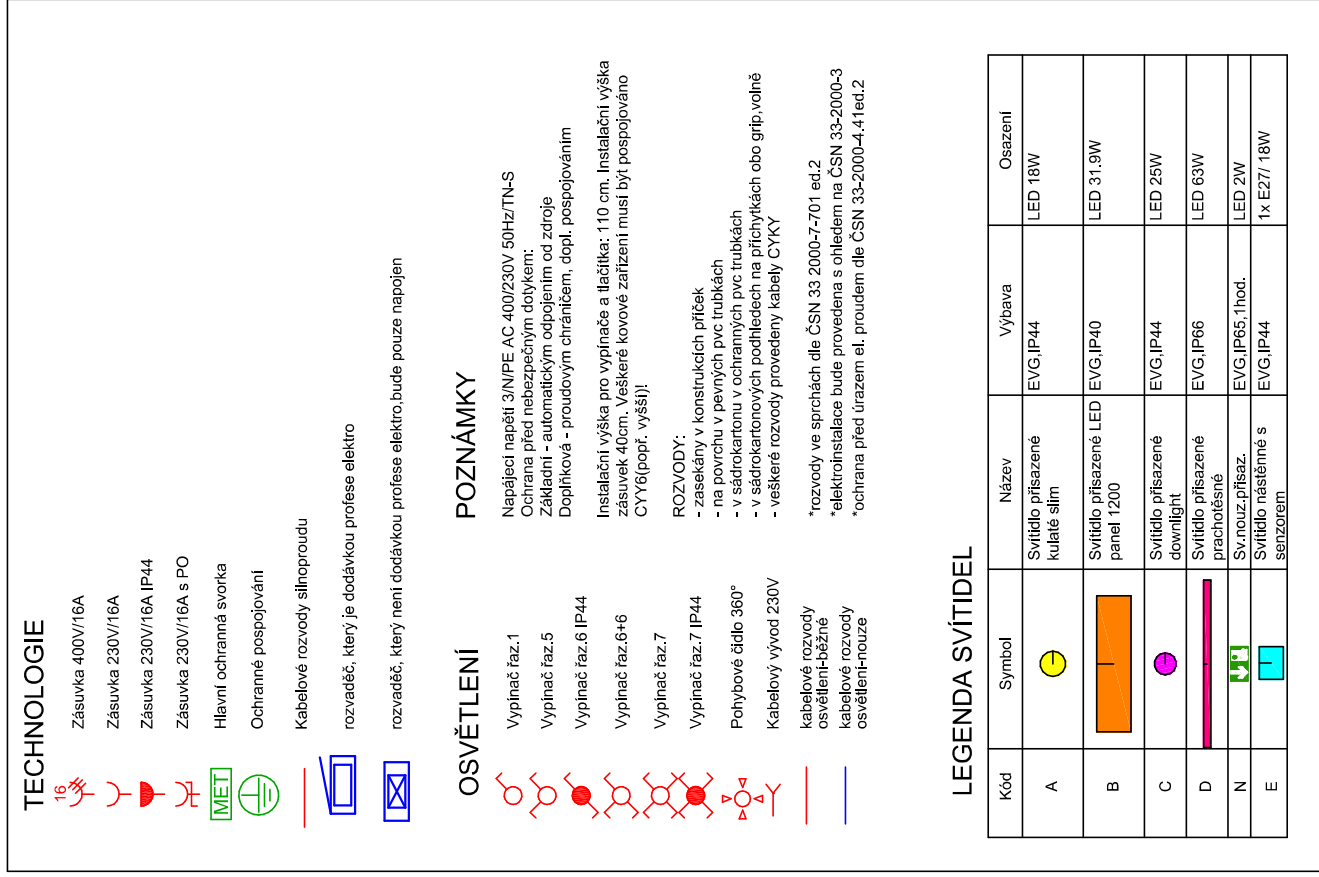 TECHNOLOGIE
16
Zásuvka 400V/16A
Zásuvka 230V/16A
Zásuvka 230V/16A IP44
Zásuvka 230V/16A s PO
MET
Hlavní ochranná svorka
Ochranné pospojování
Kabelové rozvody silnoproudu
rozvaděč, který je dodávkou profese elektro
rozvaděč, který není dodávkou profese elektro,bude pouze napojen
OSVĚTLENÍ
Vypínač řaz.1
Vypínač řaz.5
Vypínač řaz.6 IP44
Vypínač řaz.6+6
Vypínač řaz.7
Vypínač řaz.7 IP44
Pohybové čidlo 360°
Kabelový vývod 230V
kabelové rozvody
osvětlení-běžné
kabelové rozvody
osvětlení-nouze
POZNÁMKY
Napájecí napětí 3/N/PE AC 400/230V 50Hz/TN-S
Ochrana před nebezpečným dotykem:
Základní - automatickým odpojením od zdroje
Doplňková - proudovým chráničem, dopl. pospojováním
Instalační výška pro vypínače a tlačítka: 110 cm. Instalační výška
zásuvek 40cm. Veškeré kovové zařízení musí být pospojováno
CYY6(popř. vyšší)!
ROZVODY:
- zasekány v konstrukcích příček
- na povrchu v pevných pvc trubkách
- v sádrokartonu v ochranných pvc trubkách
- v sádrokartonových podhledech na příchytkách obo grip,volně
- veškeré rozvody provedeny kabely CYKY
*rozvody ve sprchách dle ČSN 33 2000-7-701 ed.2
*elektroinstalace bude provedena s ohledem na ČSN 33-2000-3
*ochrana před úrazem el. proudem dle ČSN 33-2000-4.41ed.2
LEGENDA SVÍTIDEL
Kód Symbol Název Výbava Osazení
A Svítidlo přisazené kulaté slim EVG,IP44 LED 18W
B Svítidlo přisazené LED panel 1200 EVG,IP40 LED 31.9W
C Svítidlo přisazené downlight EVG,IP44 LED 25W
D Svítidlo přisazené prachotěsné EVG,IP66 LED 63W
N Sv.nouz.přisaz. EVG,IP65,1hod. LED 2W
E Svítidlo nástěnné s senzorem EVG,IP44 1x E27/ 18W